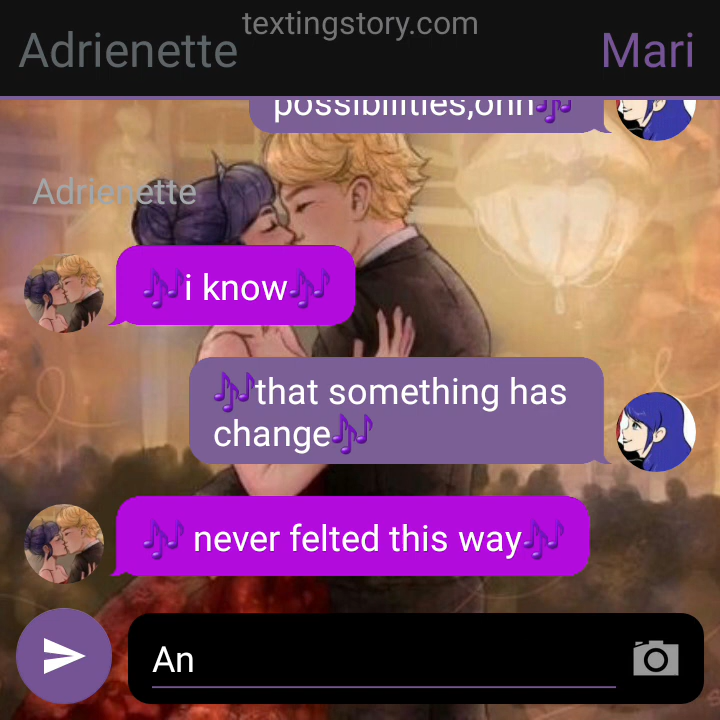 textingstory.com
Adrienette
Mari
possibilities,ohh🎶
Adrienette
🎶i know🎶
🎶that something has
change🎶
🎶 never felted this way🎶
An